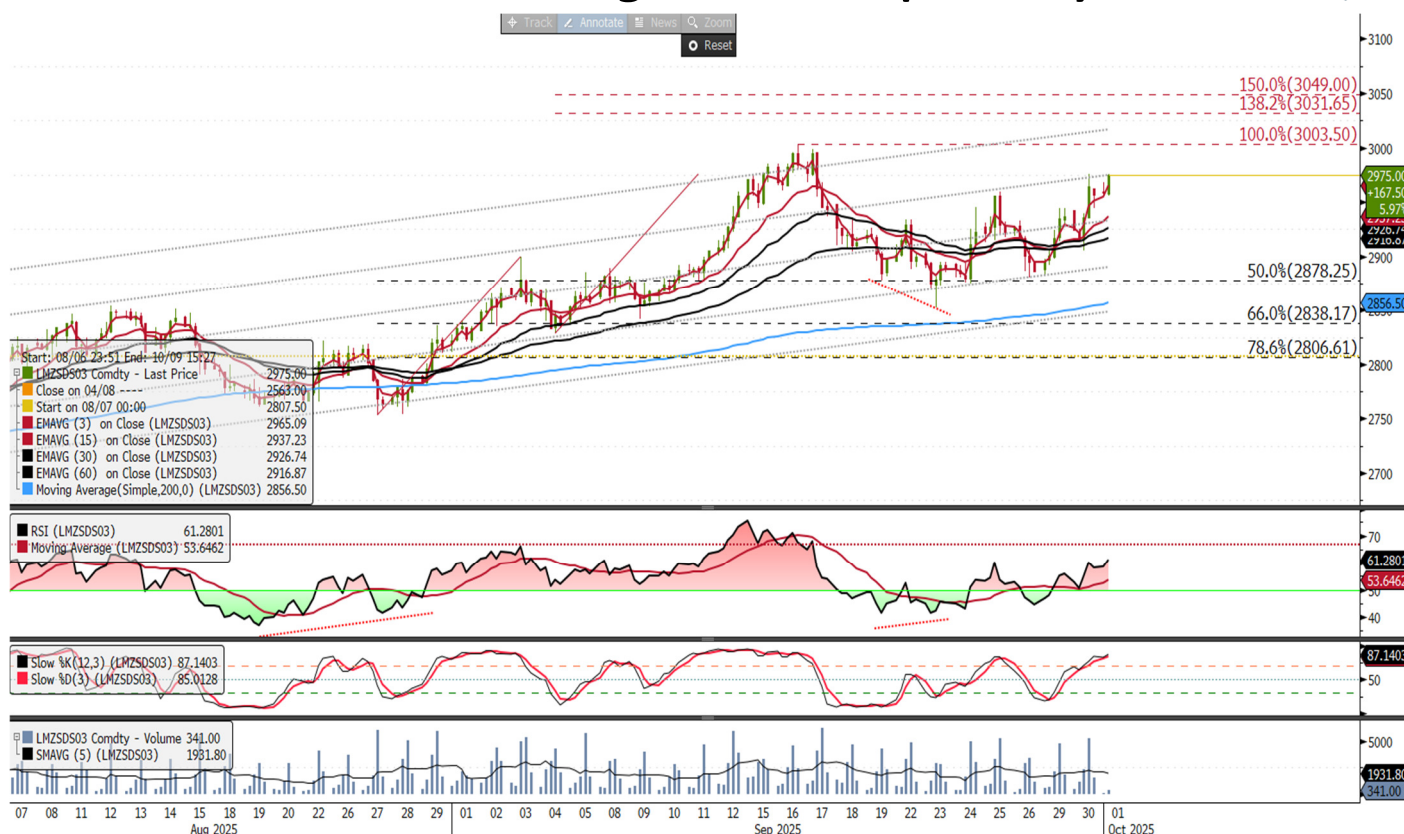 Track Annotate News Zoom
Reset
3100
150.0%(3049.00)
3050
138.2%(3031.65)
100.0%(3003.50)
3000
2975.00
+167.50
5.97%
2937.23
2926.74
2916.87
2900
50.0%(2878.25)
2856.50
2850
66.0%(2838.17)
78.6%(2806.61)
2800
2750
2700
Start: 08/06 23:51 End: 10/09 15:27
LMZSDS03 Comdty - Last Price 2975.00
Close on 04/08 ---- 2563.00
Start on 08/07 00:00 2807.50
EMAVG (3) on Close (LMZSDS03) 2965.09
EMAVG (15) on Close (LMZSDS03) 2937.23
EMAVG (30) on Close (LMZSDS03) 2926.74
EMAVG (60) on Close (LMZSDS03) 2916.87
Moving Average(Simple,200,0) (LMZSDS03) 2856.50
RSI (LMZSDS03) 61.2801
Moving Average (LMZSDS03) 53.6462
70
61.2801
53.6462
50
40
Slow %K(12,3) (LMZSDS03) 87.1403
Slow %D(3) (LMZSDS03) 85.0128
87.1403
50
LMZSDS03 Comdty - Volume 341.00
SMAVG (5) (LMZSDS03) 1931.80
5000
1931.80
341.00
07 08 11 12 13 14 15 18 19 20 22 26 27 28 29 01 02 03 04 05 08 09 10 11 12 15 16 17 18 19 22 23 24 25 26 29 30 01
Aug 2025 Sep 2025 Oct 2025